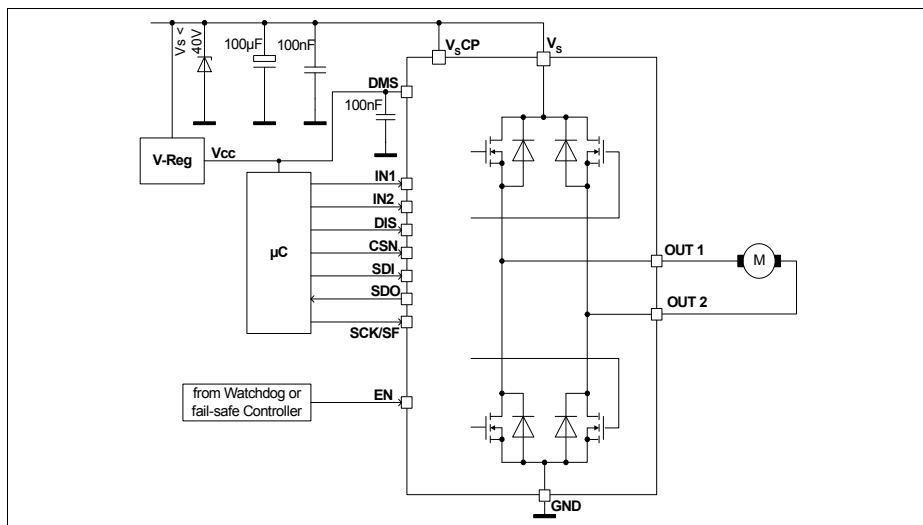 Vs <
40V
100µF
100nF
VSCP
VS
DMS
100nF
V-Reg
Vcc
IN1
IN2
DIS
CSN
SDI
SDO
SCK/SF
µC
OUT 1
M
OUT 2
from Watchdog or
fail-safe Controller
EN
GND